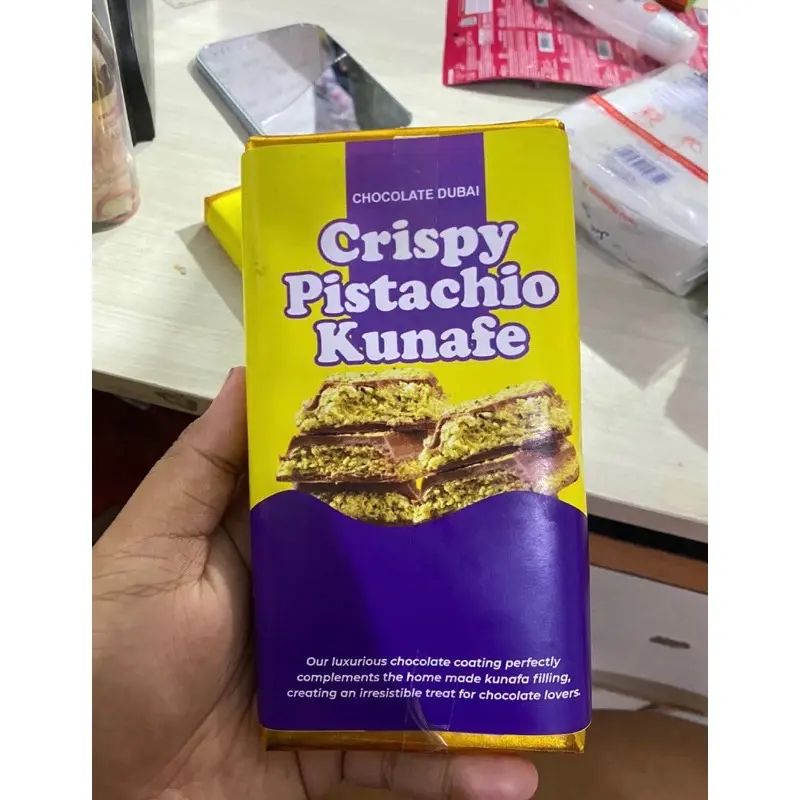 CHOCOLATE DUBAI
Crispy
Pistachio
Kunafe
Our luxurious chocolate coating perfectly
complements the home made kunafa filling,
creating an irresistible treat for chocolate lovers.